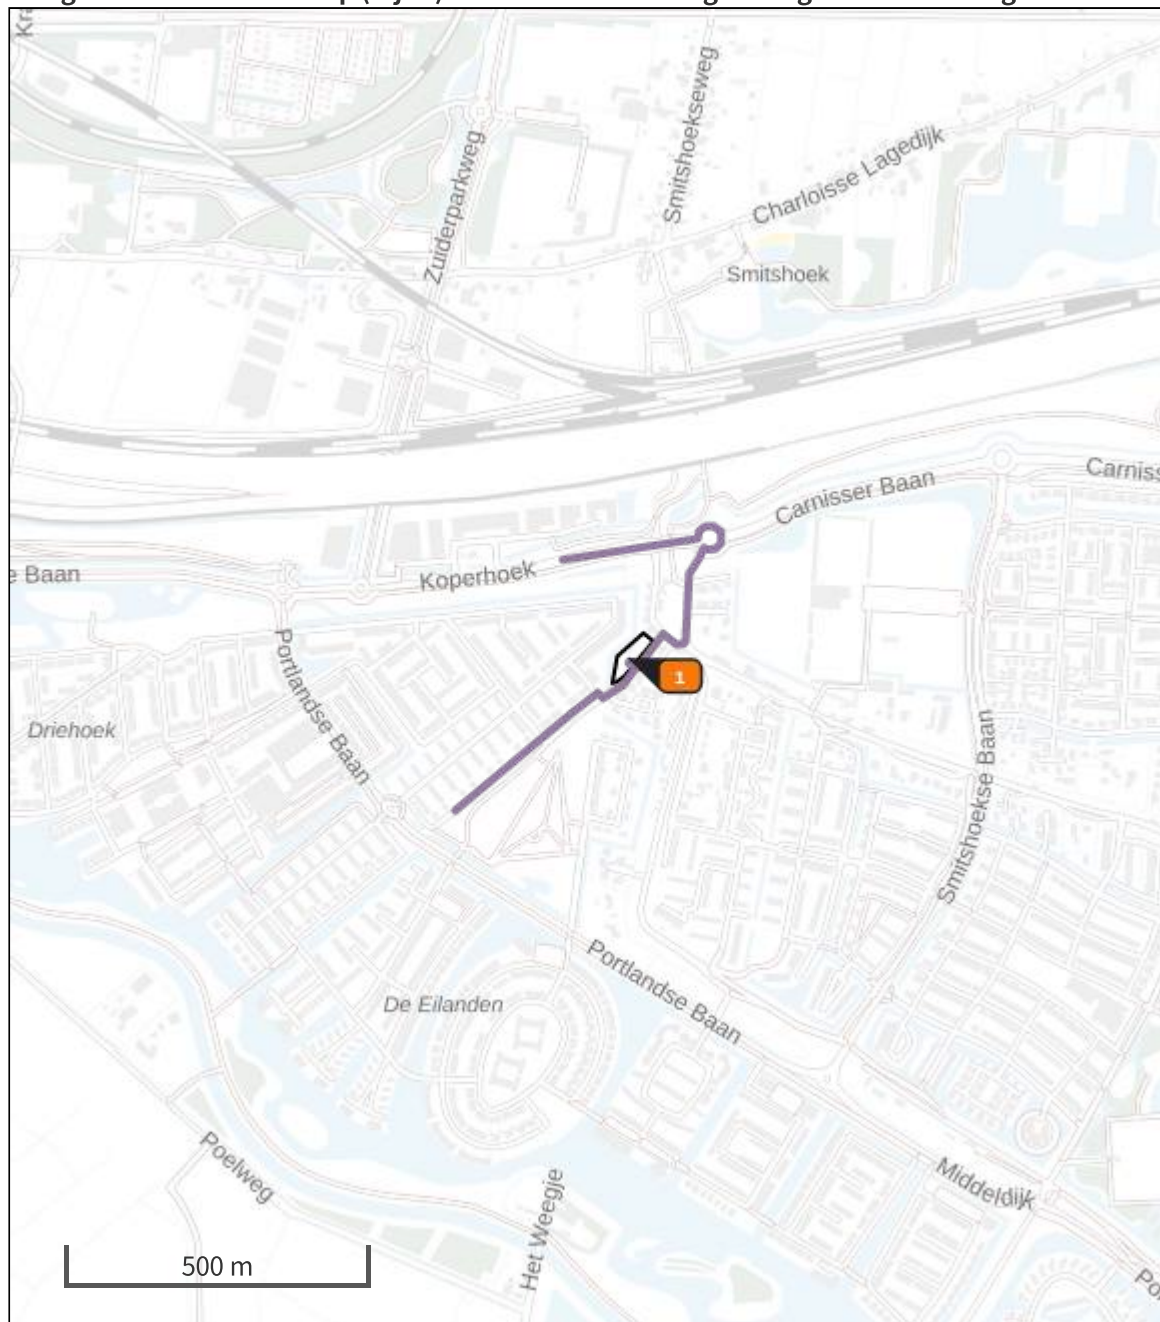 Kra
Zuiderparkweg
Smitshoekseweg
Charloisse Lagedijk
Smitshoek
Carnisser Baan
Carniss
e Baan
Koperhoek
Portlandse Baan
1
Driehoek
Smitshoekse Baan
De Eilanden
Portlandse Baan
Poelweg
Het Weegje
Middeldijk
500 m